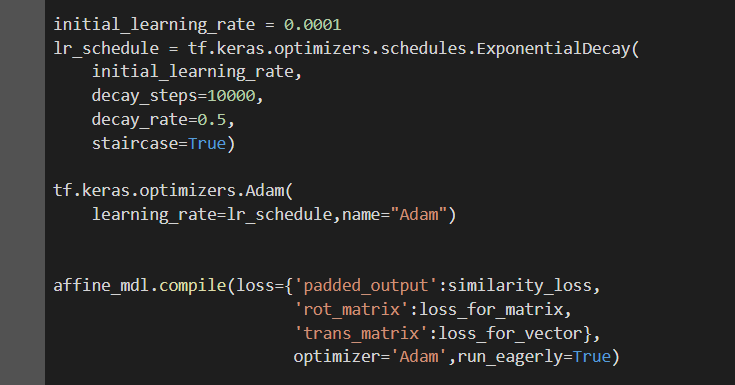 initial_learning_rate = 0.0001
lr_schedule = tf.keras.optimizers.schedules.ExponentialDecay(
    initial_learning_rate,
    decay_steps=10000,
    decay_rate=0.5,
    staircase=True)
tf.keras.optimizers.Adam(
    learning_rate=lr_schedule,name="Adam")
affine_mdl.compile(loss={'padded_output':similarity_loss,
                         'rot_matrix':loss_for_matrix,
                         'trans_matrix':loss_for_vector},
                         optimizer='Adam',run_eagerly=True)